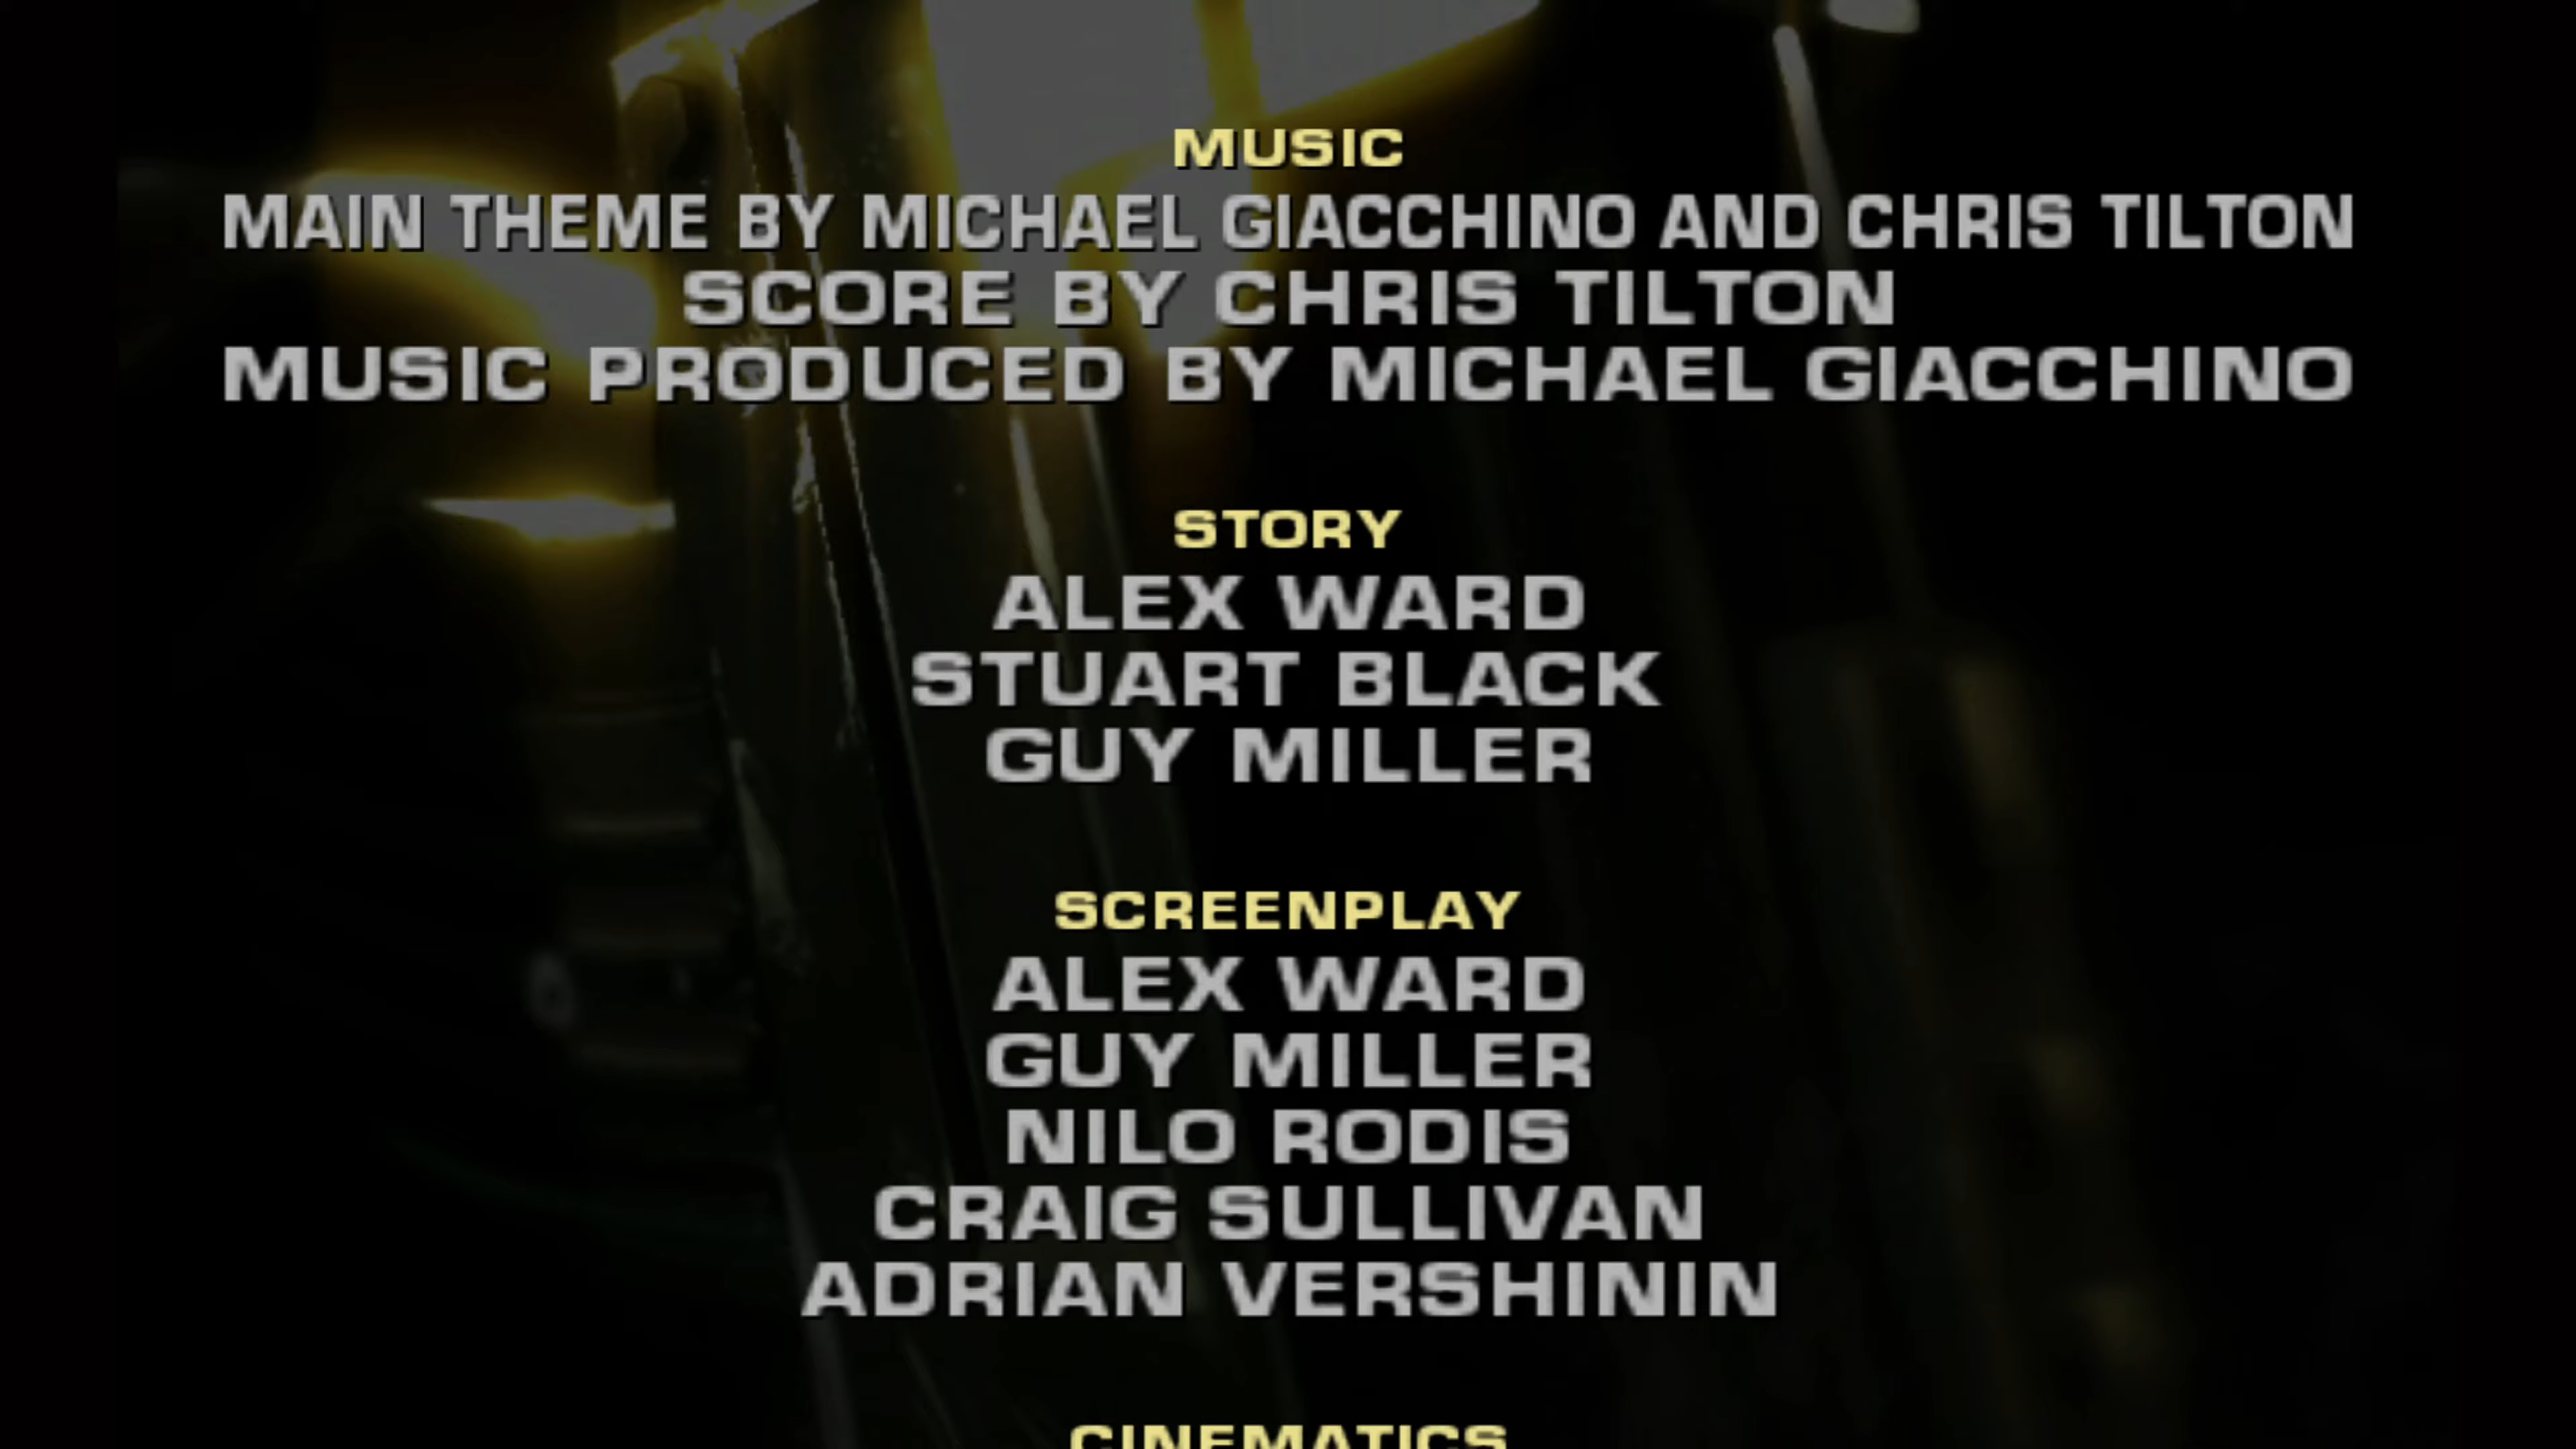 MUSIC
MAIN THEME BY MICHAEL GIACCHINO AND CHRIS TILTON
SCORE BY CHRIS TILTON
MUSIC PRODUCED BY MICHAEL GIACCHINO
STORY
ALEX WARD
STUART BLACK
GUY MILLER
SCREENPLAY
ALEX WARD
GUY MILLER
NILO RODIS
CRAIG SULLIVAN
ADRIAN VERSHININ
CINEMATICS